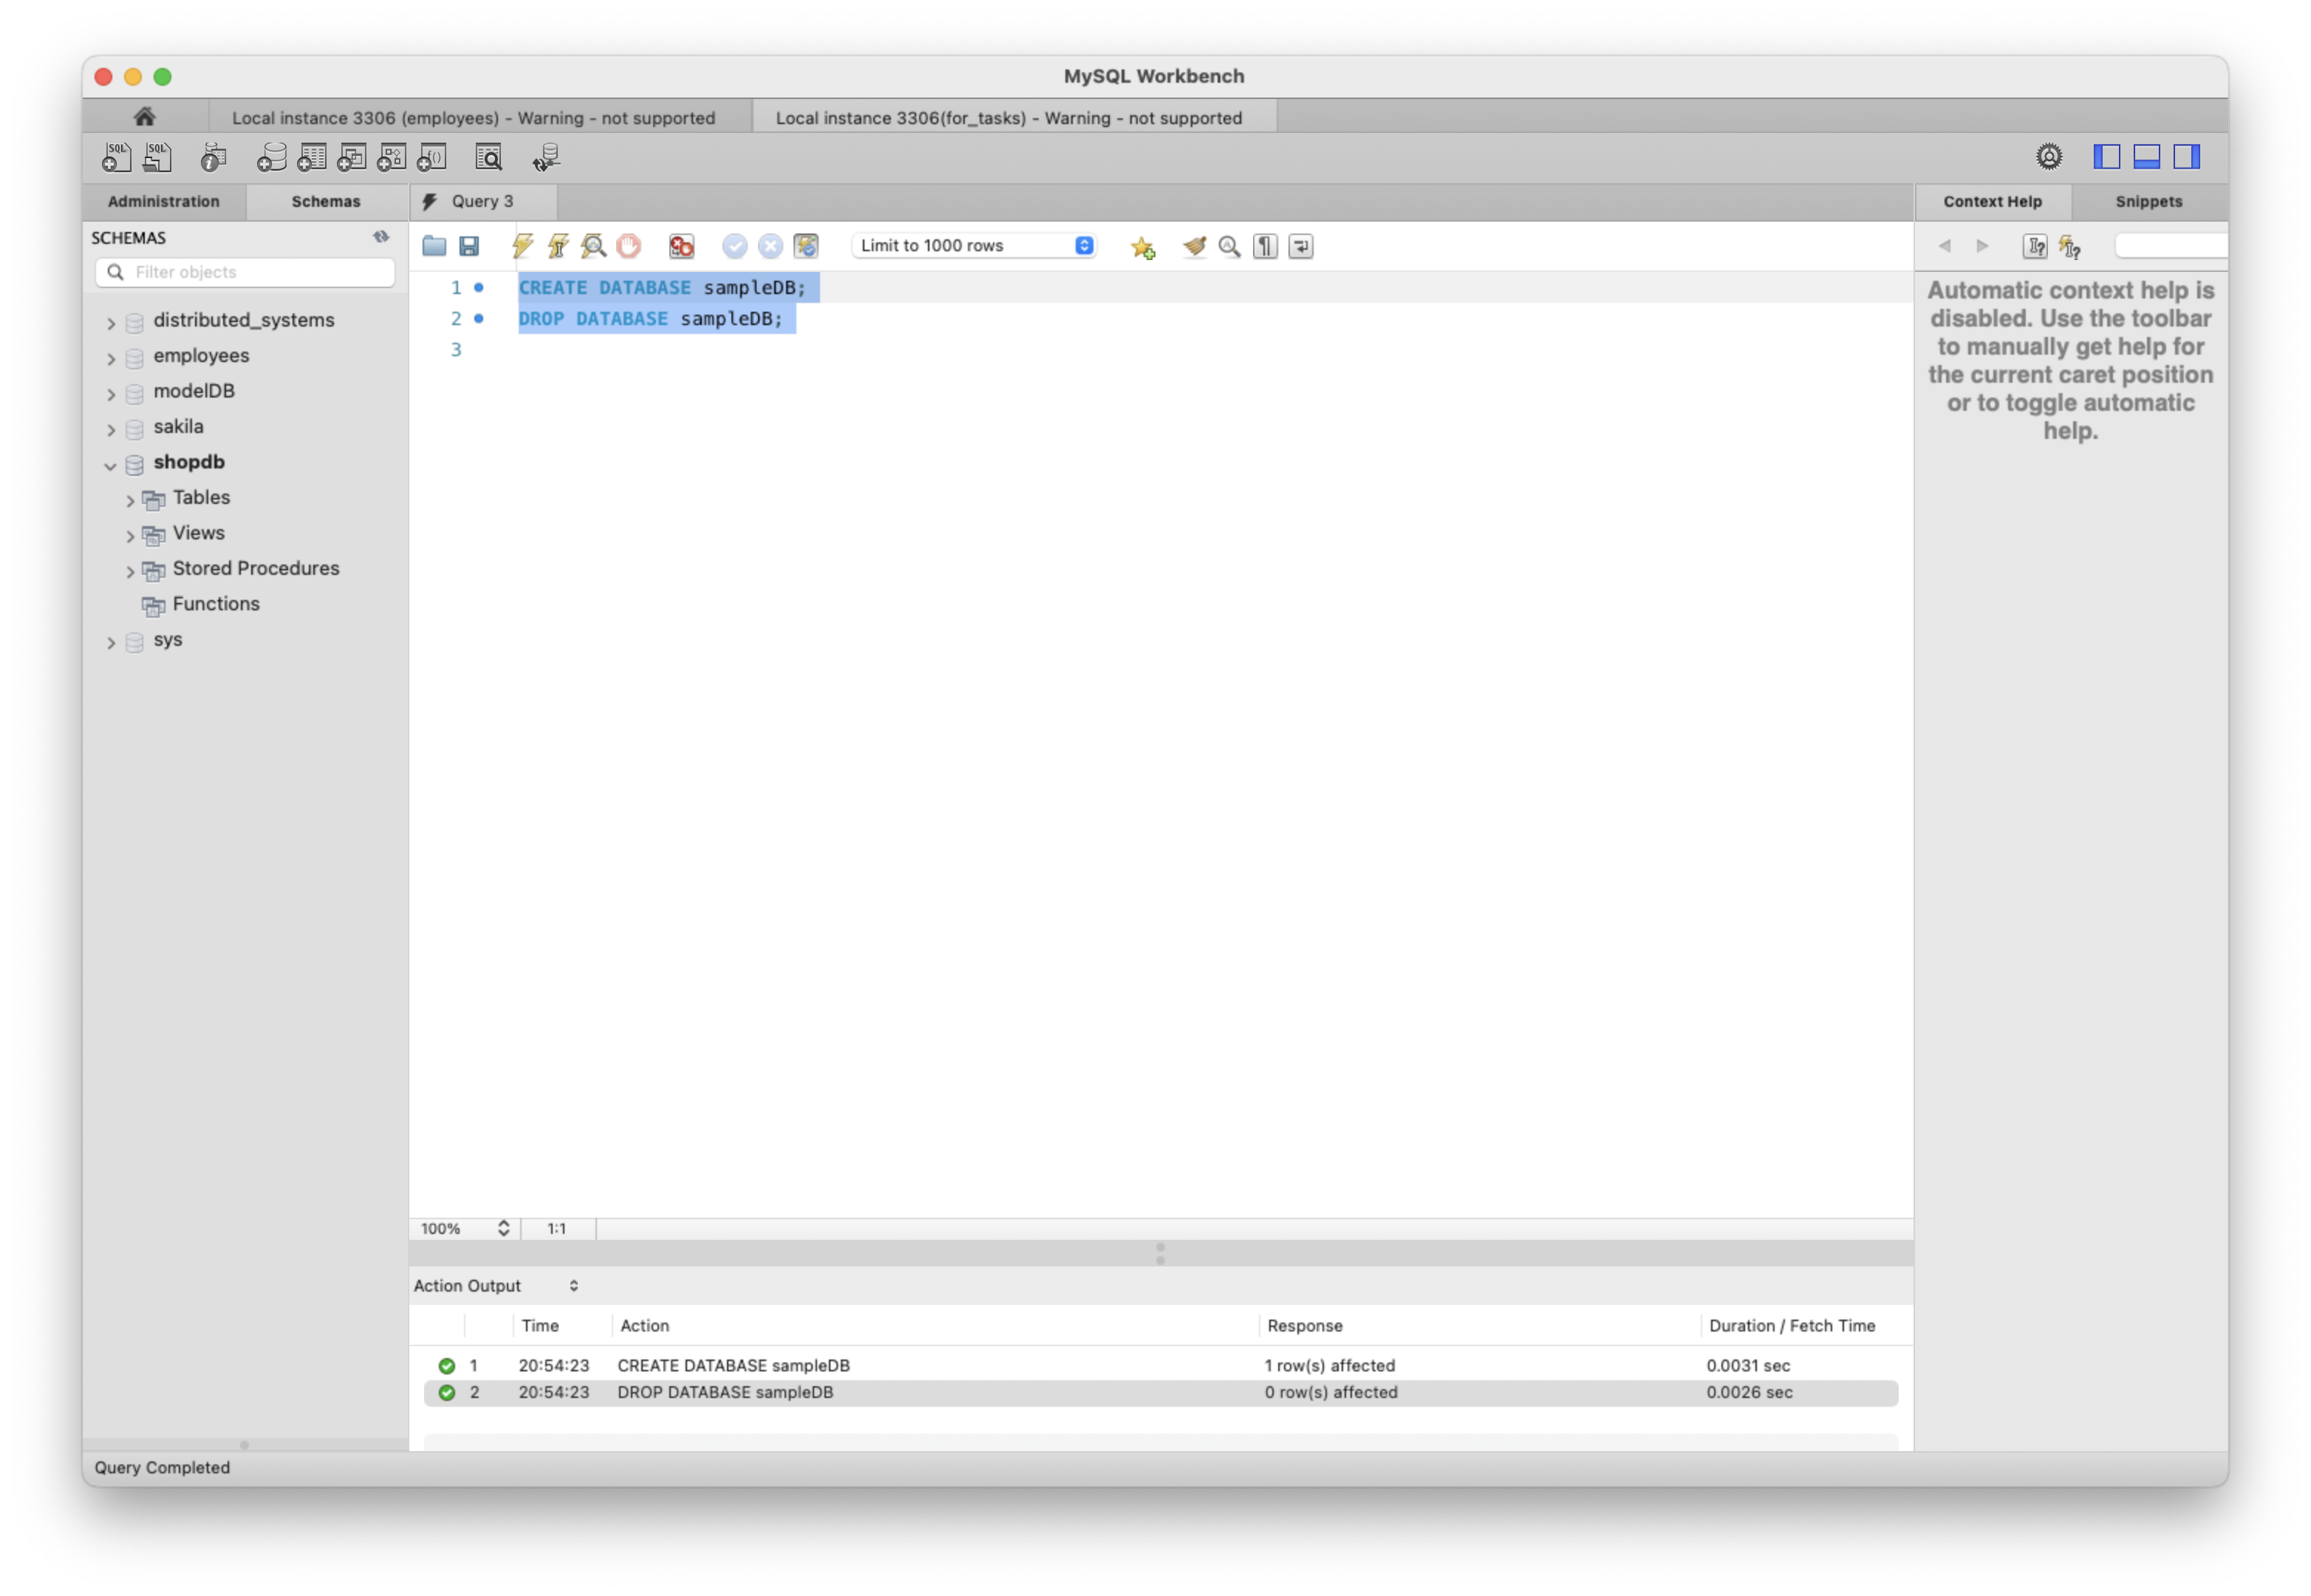 MySQL Workbench
Local instance 3306 (employees) - Warning - not supported
Local instance 3306(for_tasks) - Warning - not supported
SQL SQL
Administration
Schemas
Query 3
Context Help
Snippets
SCHEMAS
Filter objects
Limit to 1000 rows
distributed_systems
employees
modelDB
sakila
shopdb
Tables
Views
Stored Procedures
Functions
sys
1 CREATE DATABASE sampleDB;
2 DROP DATABASE sampleDB;
3
Automatic context help is
disabled. Use the toolbar
to manually get help for
the current caret position
or to toggle automatic
help.
100% 1:1
Action Output
Time Action Response Duration / Fetch Time
1 20:54:23 CREATE DATABASE sampleDB 1 row(s) affected 0.0031 sec
2 20:54:23 DROP DATABASE sampleDB 0 row(s) affected 0.0026 sec
Query Completed